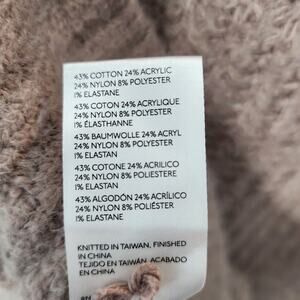 43% COTTON 24% ACRYLIC
24% NYLON 8% POLYESTER
1% ELASTANE
43% COTON 24% ACRYLIQUE
24% NYLON 8% POLYESTER
1% ÉLASTHANNE
43% BAUMWOLLE 24% ACRYL
24% NYLON 8% POLYESTER
1% ELASTAN
43% COTONE 24% ACRILICO
24% NYLON 8% POLIESTERE
1% ELASTAN
43% ALGODÓN 24% ACRÍLICO
24% NYLON 8% POLIÉSTER
1% ELASTANE
KNITTED IN TAIWAN, FINISHED
IN CHINA
TEJIDO EN TAIWÁN, ACABADO
EN CHINA